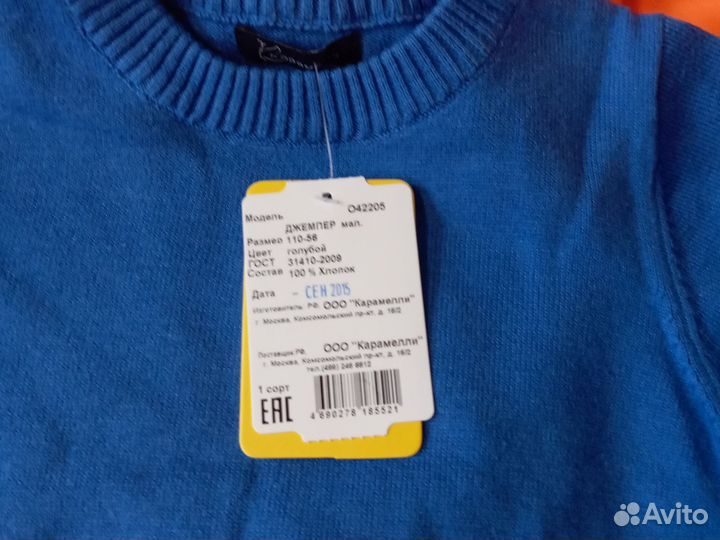 Модель О42205
ДЖЕМПЕР мал.
Размер 110-56
Цвет голубой
ГОСТ 31410-2009
Состав 100 % Хлопок
Дата - СЕН 2015
Изготовитель РФ, ООО "Карамелли"
г. Москва, Комсомольский пр-кт, д. 16/2
Поставщик РФ, ООО "Карамелли"
г. Москва, Комсомольский пр-кт, д. 16/2
тел.(499) 246 8812
1 сорт
EAC
4 690278 185521
Avito